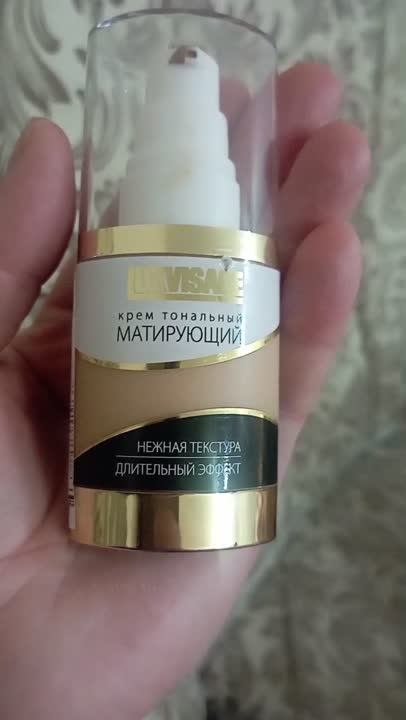 LUXVISAGE
крем тональный
МАТИРУЮЩИЙ
НЕЖНАЯ ТЕКСТУРА
ДЛИТЕЛЬНЫЙ ЭФФЕКТ